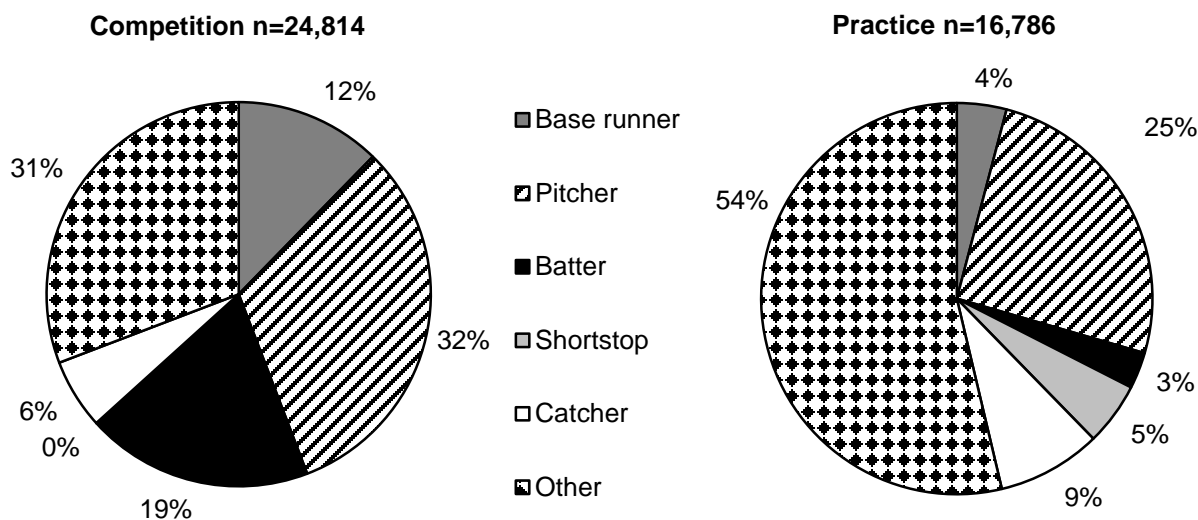 Competition n=24,814
Practice n=16,786
12%
32%
19%
0%
6%
31%
Base runner
Pitcher
Batter
Shortstop
Catcher
Other
4%
25%
3%
5%
9%
54%